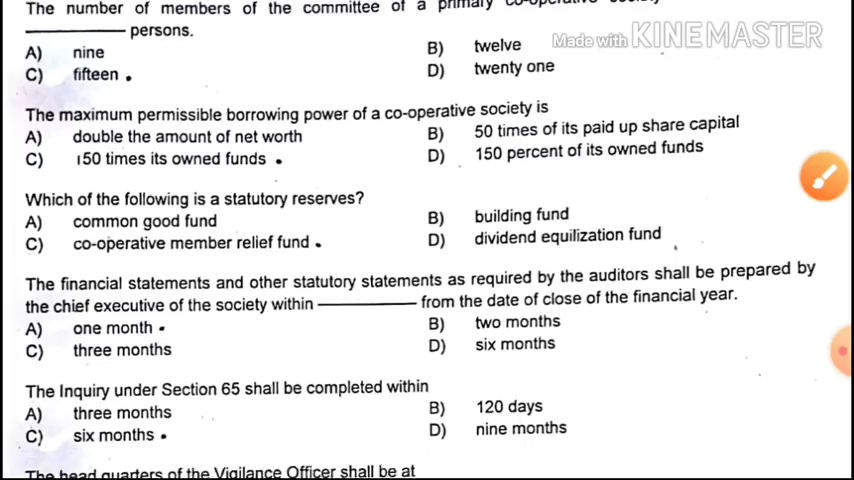 The number of members of the committee of a primary co-operative society
persons.
A) nine B) twelve
C) fifteen . D) twenty one
Made with KINEMASTER
The maximum permissible borrowing power of a co-operative society is
A) double the amount of net worth B) 50 times of its paid up share capital
C) 150 times its owned funds . D) 150 percent of its owned funds
Which of the following is a statutory reserves?
A) common good fund B) building fund
C) co-operative member relief fund . D) dividend equilization fund
The financial statements and other statutory statements as required by the auditors shall be prepared by
the chief executive of the society within ———— from the date of close of the financial year.
A) one month . B) two months
C) three months D) six months
The Inquiry under Section 65 shall be completed within
A) three months B) 120 days
C) six months . D) nine months
The head quarters of the Vigilance Officer shall be at